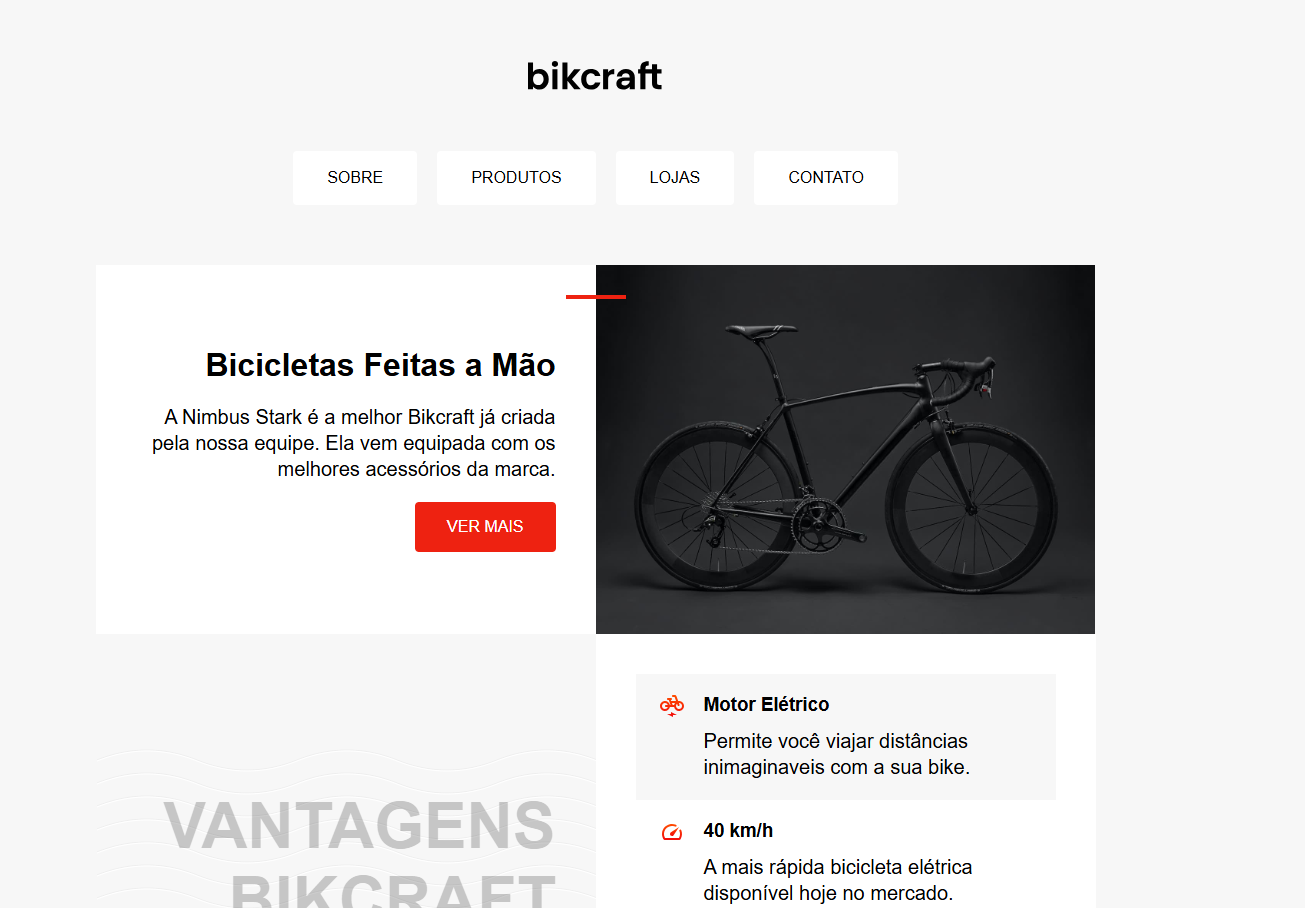 bikcraft
SOBRE
PRODUTOS
LOJAS
CONTATO
Bicicletas Feitas a Mão
A Nimbus Stark é a melhor Bikcraft já criada
pela nossa equipe. Ela vem equipada com os
melhores acessórios da marca.
VER MAIS
VANTAGENS
BIKCRAFT
Motor Elétrico
Permite você viajar distâncias
inimaginaveis com a sua bike.
40 km/h
A mais rápida bicicleta elétrica
disponível hoje no mercado.